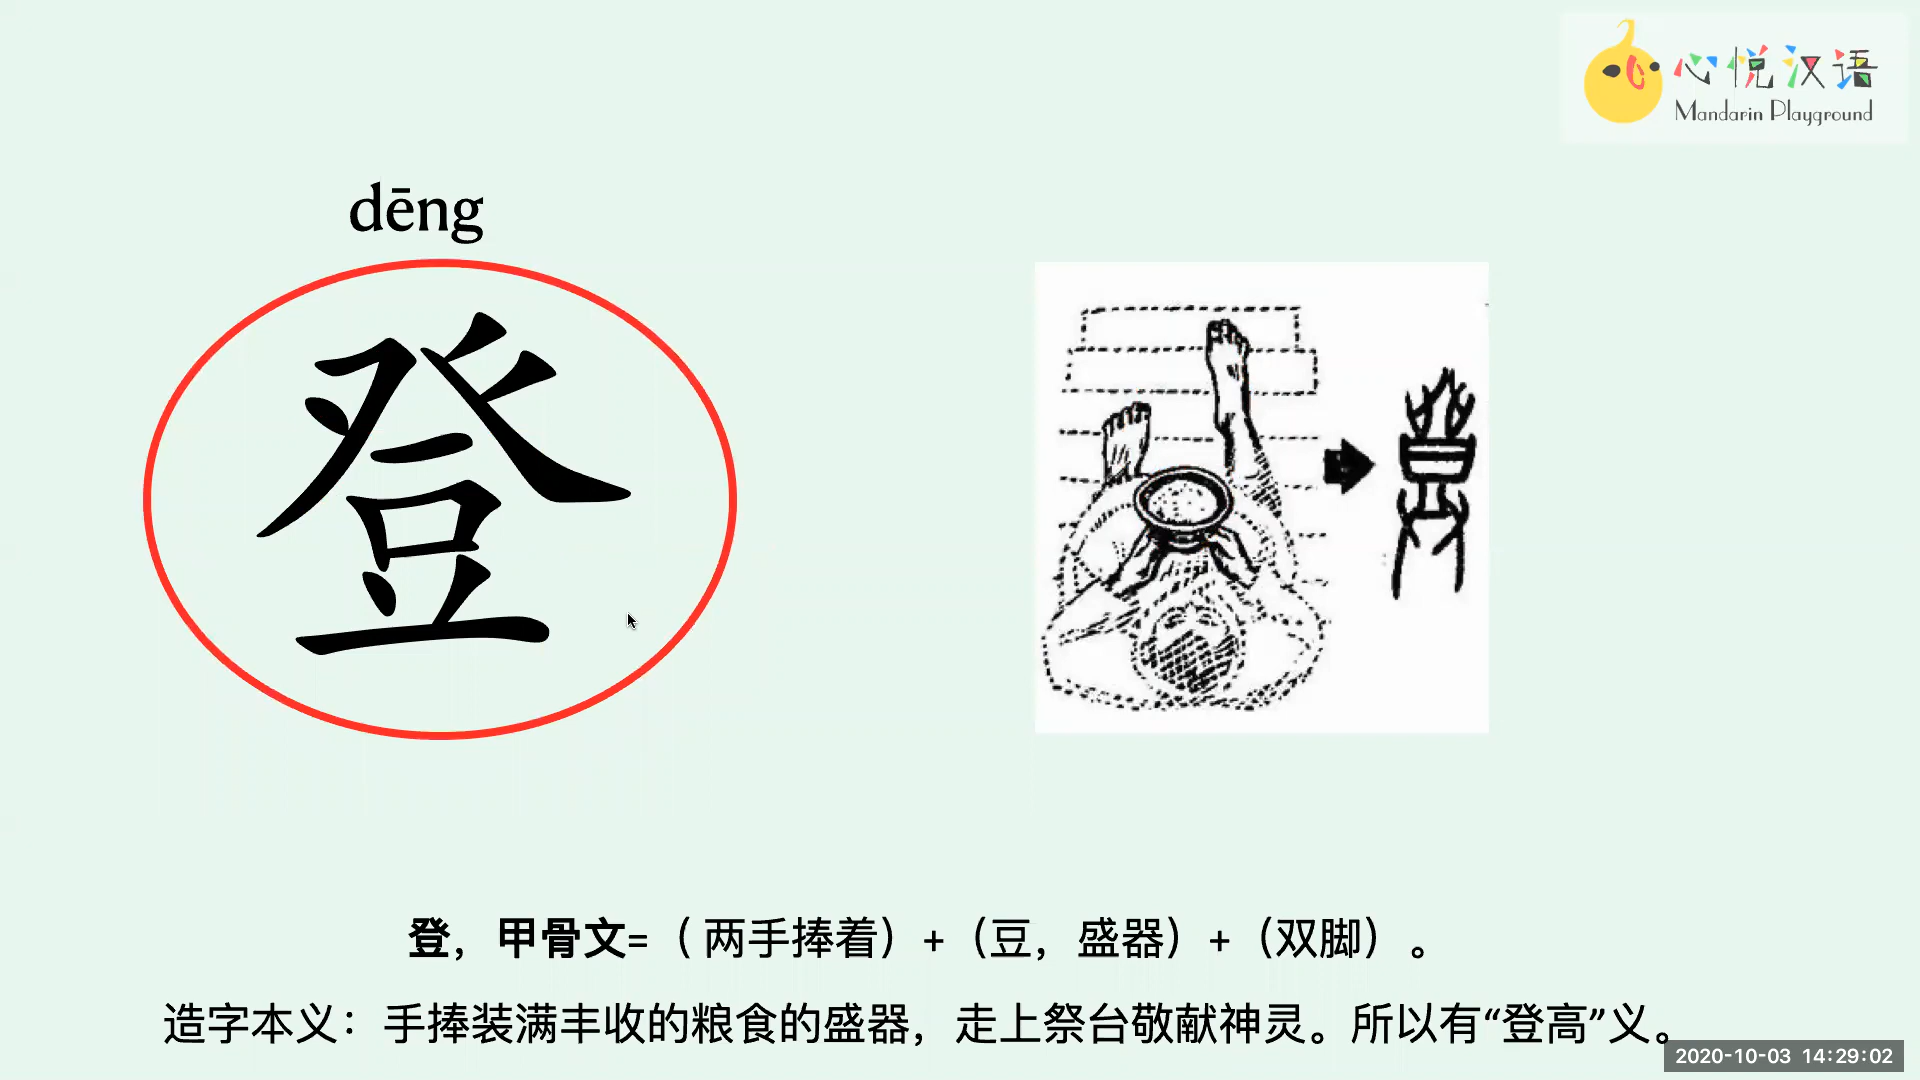 心悦汉语
Mandarin Playground
dēng
登
登，甲骨文=（ 两手捧着）+（豆，盛器）+（双脚）。
造字本义：手捧装满丰收的粮食的盛器，走上祭台敬献神灵。所以有“登高”义。
2020-10-03 14:29:02